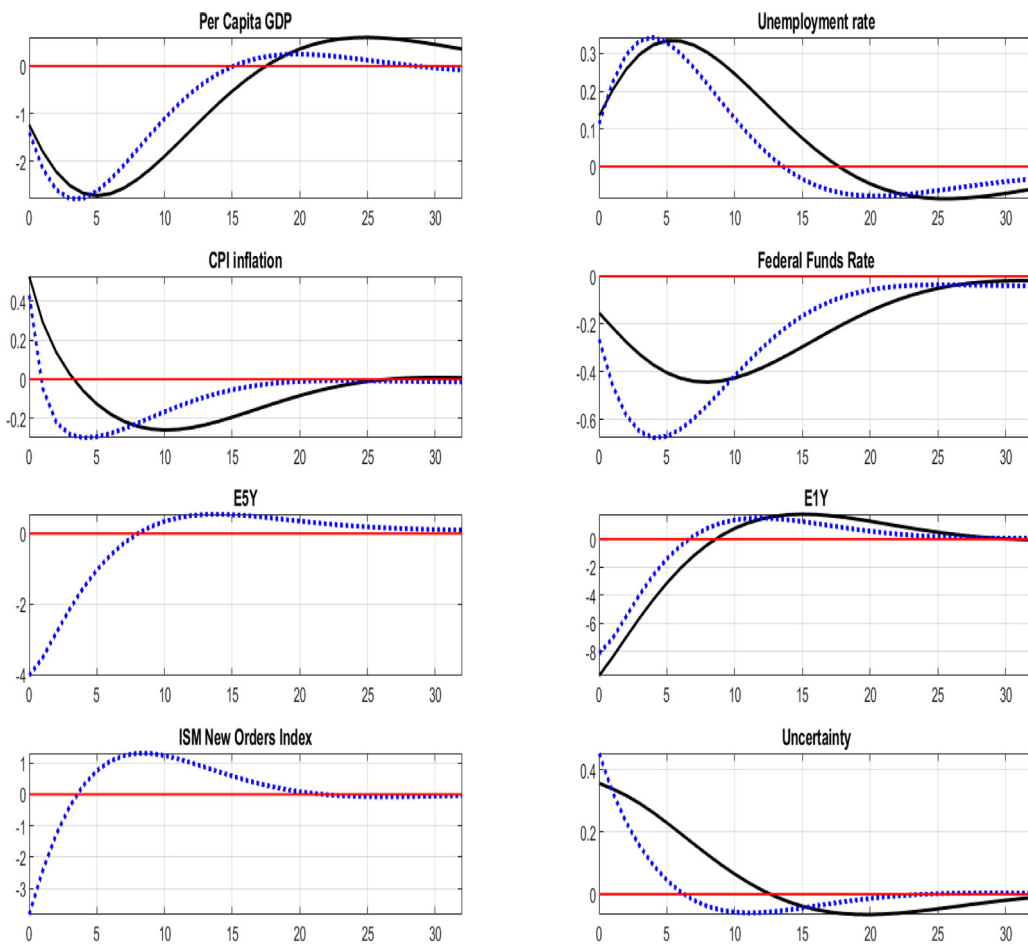 Per Capita GDP
0
-1
-2
0 5 10 15 20 25 30
Unemployment rate
0.3
0.2
0.1
0
0 5 10 15 20 25 30
CPI inflation
0.4
0.2
0
-0.2
0 5 10 15 20 25 30
Federal Funds Rate
0
-0.2
-0.4
-0.6
0 5 10 15 20 25 30
E5Y
0
-2
-4
0 5 10 15 20 25 30
E1Y
0
-2
-4
-6
-8
0 5 10 15 20 25 30
ISM New Orders Index
1
0
-1
-2
-3
0 5 10 15 20 25 30
Uncertainty
0.4
0.2
0
0 5 10 15 20 25 30